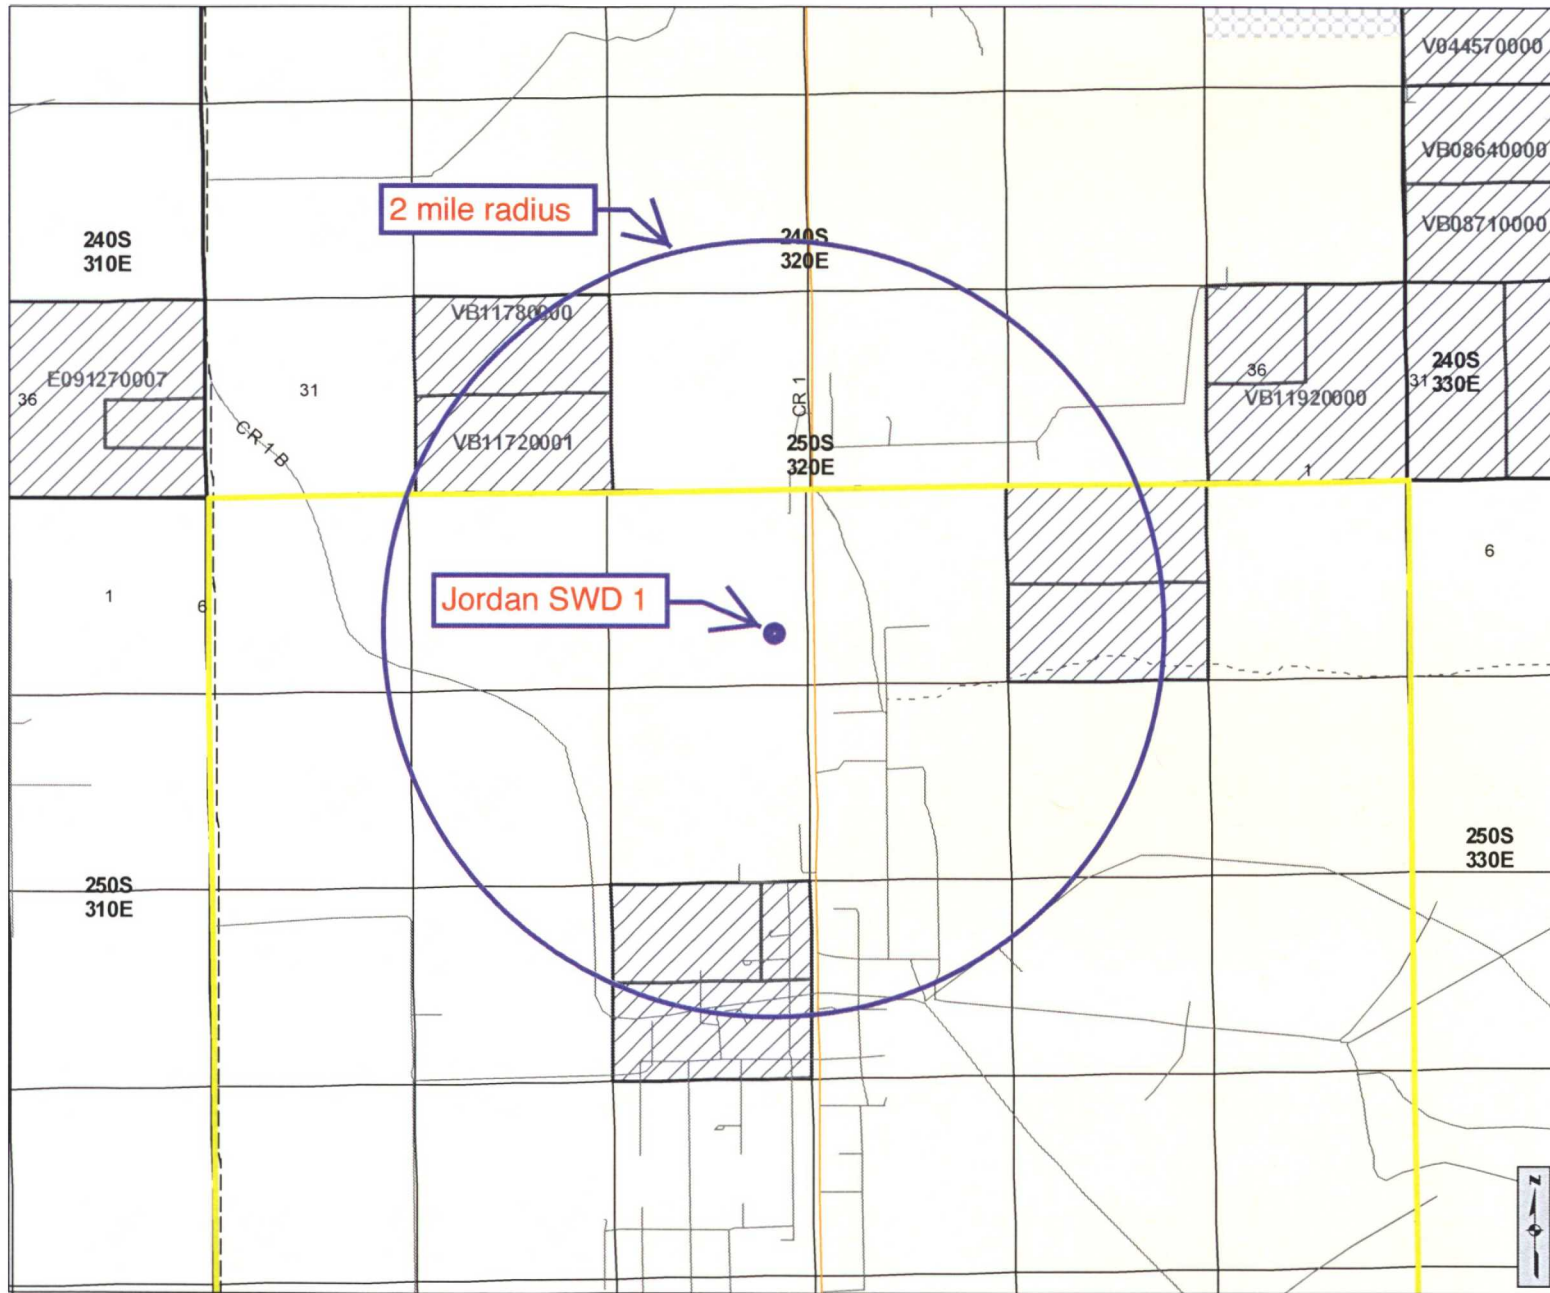 V044570000
VB08640000
2 mile radius
VB08710000
240S
310E
240S
320E
VB11780000
E091270007
36
31
CR 1
36
VB11920000
31
240S
330E
CR 1 B
VB11720001
250S
320E
1
1
6
Jordan SWD 1
6
250S
310E
250S
330E
N